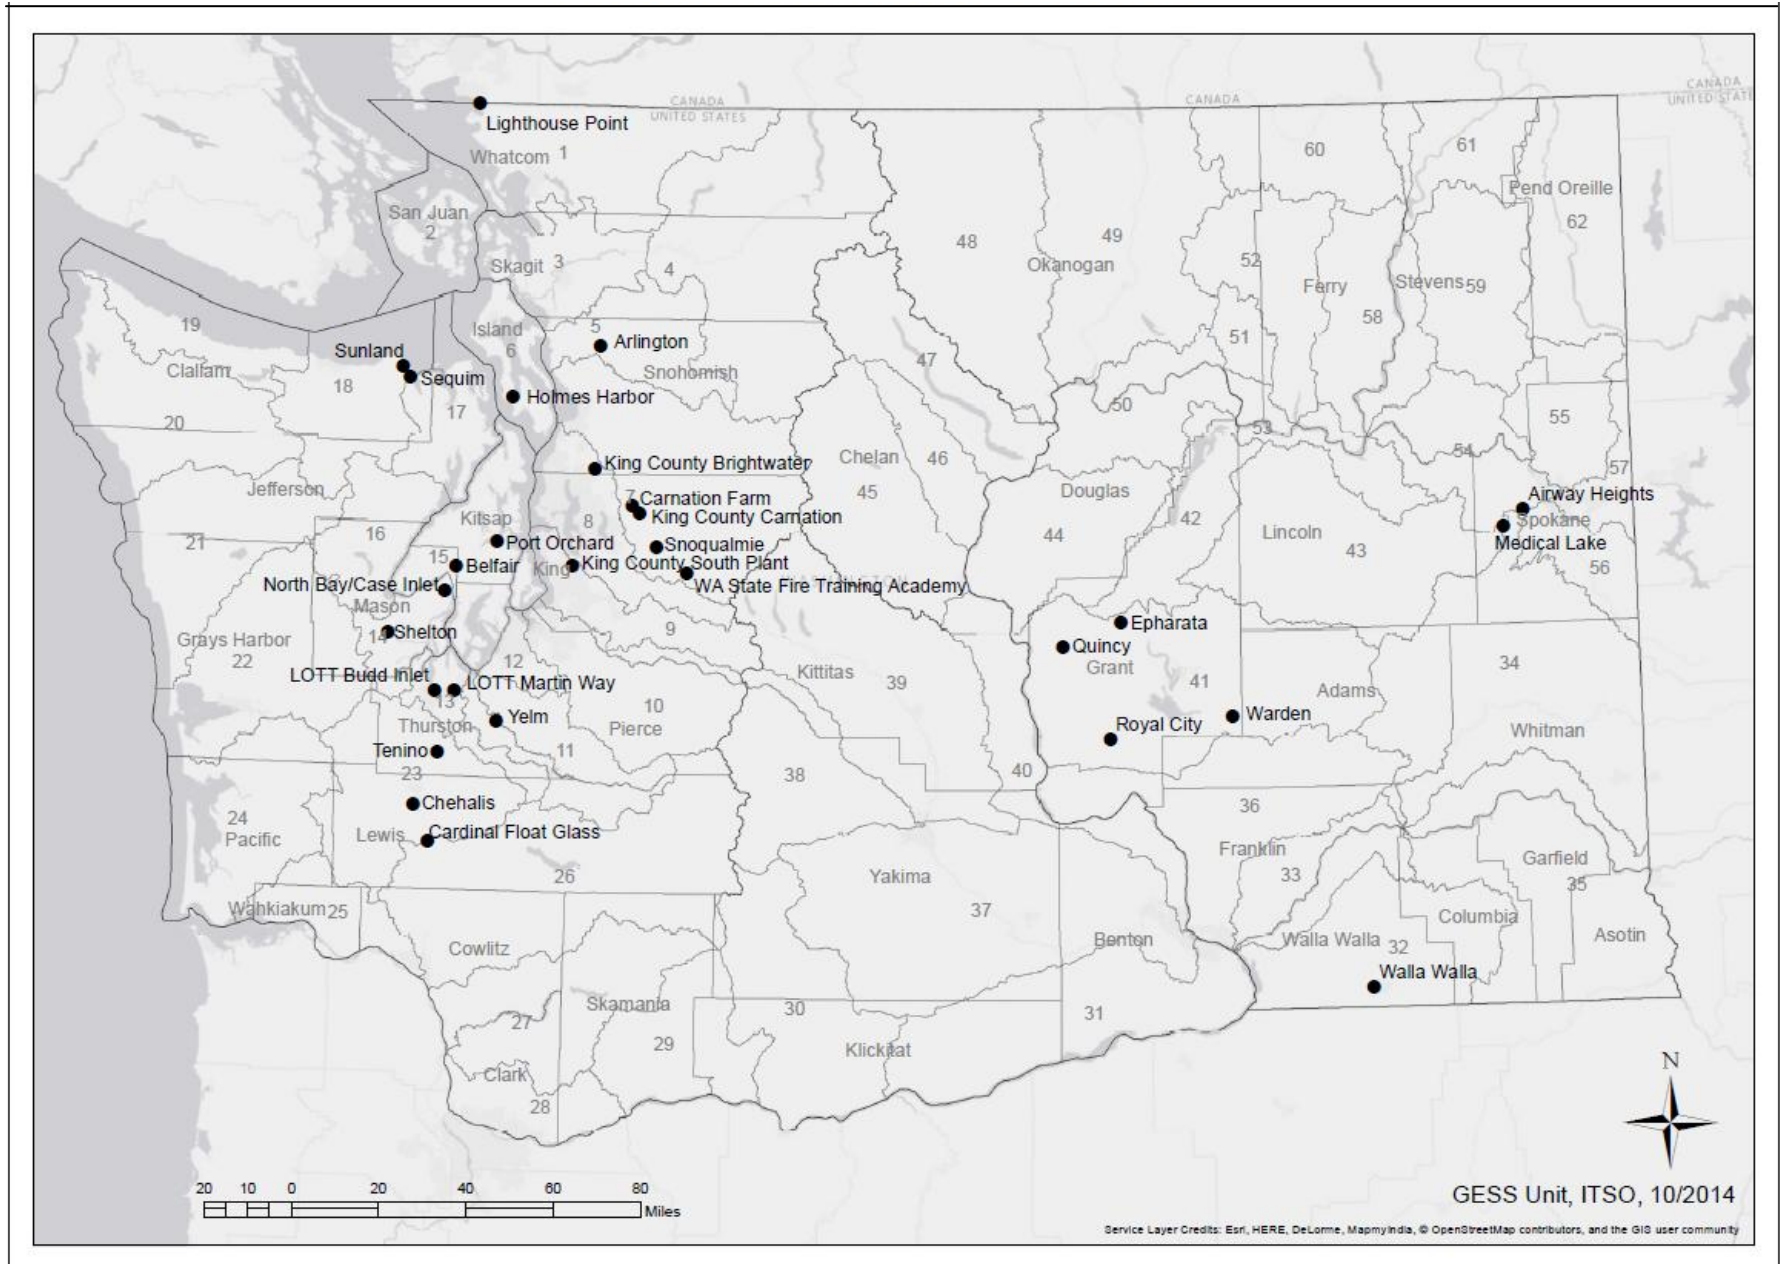 CANADA
UNITED STATES
CANADA
CANADA
UNITED STATE
Lighthouse Point
Whatcom 1
60
61
Pend Oreille
62
San Juan
2
Skagit 3
4
48
49
Okanogan
52
Ferry
Stevens 59
58
19
Island
6
5
Arlington
51
Sunland
Clallam
18
Sequim
17
Snohomish
47
Holmes Harbor
50
55
20
53
54
57
King County Brightwater
Chelan
46
45
Jefferson
Kitsap
7
Carnation Farm
King County Carnation
Douglas
Airway Heights
Spokane
Medical Lake
56
16
21
8
44
42
Lincoln
43
15
Port Orchard
Snoqualmie
Belfair
King
King County South Plant
WA State Fire Training Academy
North Bay/Case Inlet
Mason
14
Shelton
9
Epharata
Quincy
Grays Harbor
22
12
Kittitas
39
Grant
41
Adams
34
LOTT Budd Inlet
LOTT Martin Way
13
10
Pierce
Yelm
Thurston
Royal City
Warden
Whitman
Tenino
11
23
38
40
Chehalis
36
24
Pacific
Lewis
Cardinal Float Glass
Franklin
33
Garfield
35
26
Yakima
Wahkiakum 25
37
Columbia
Cowlitz
Benton
Walla Walla 32
Asotin
Walla Walla
Skamania
30
27
31
29
Klickitat
Clark
28
N
20 10 0 20 40 60 80
Miles
GESS Unit, ITSO, 10/2014
Service Layer Credits: Esri, HERE, DeLorme, MapmyIndia, © OpenStreetMap contributors, and the GIS user community